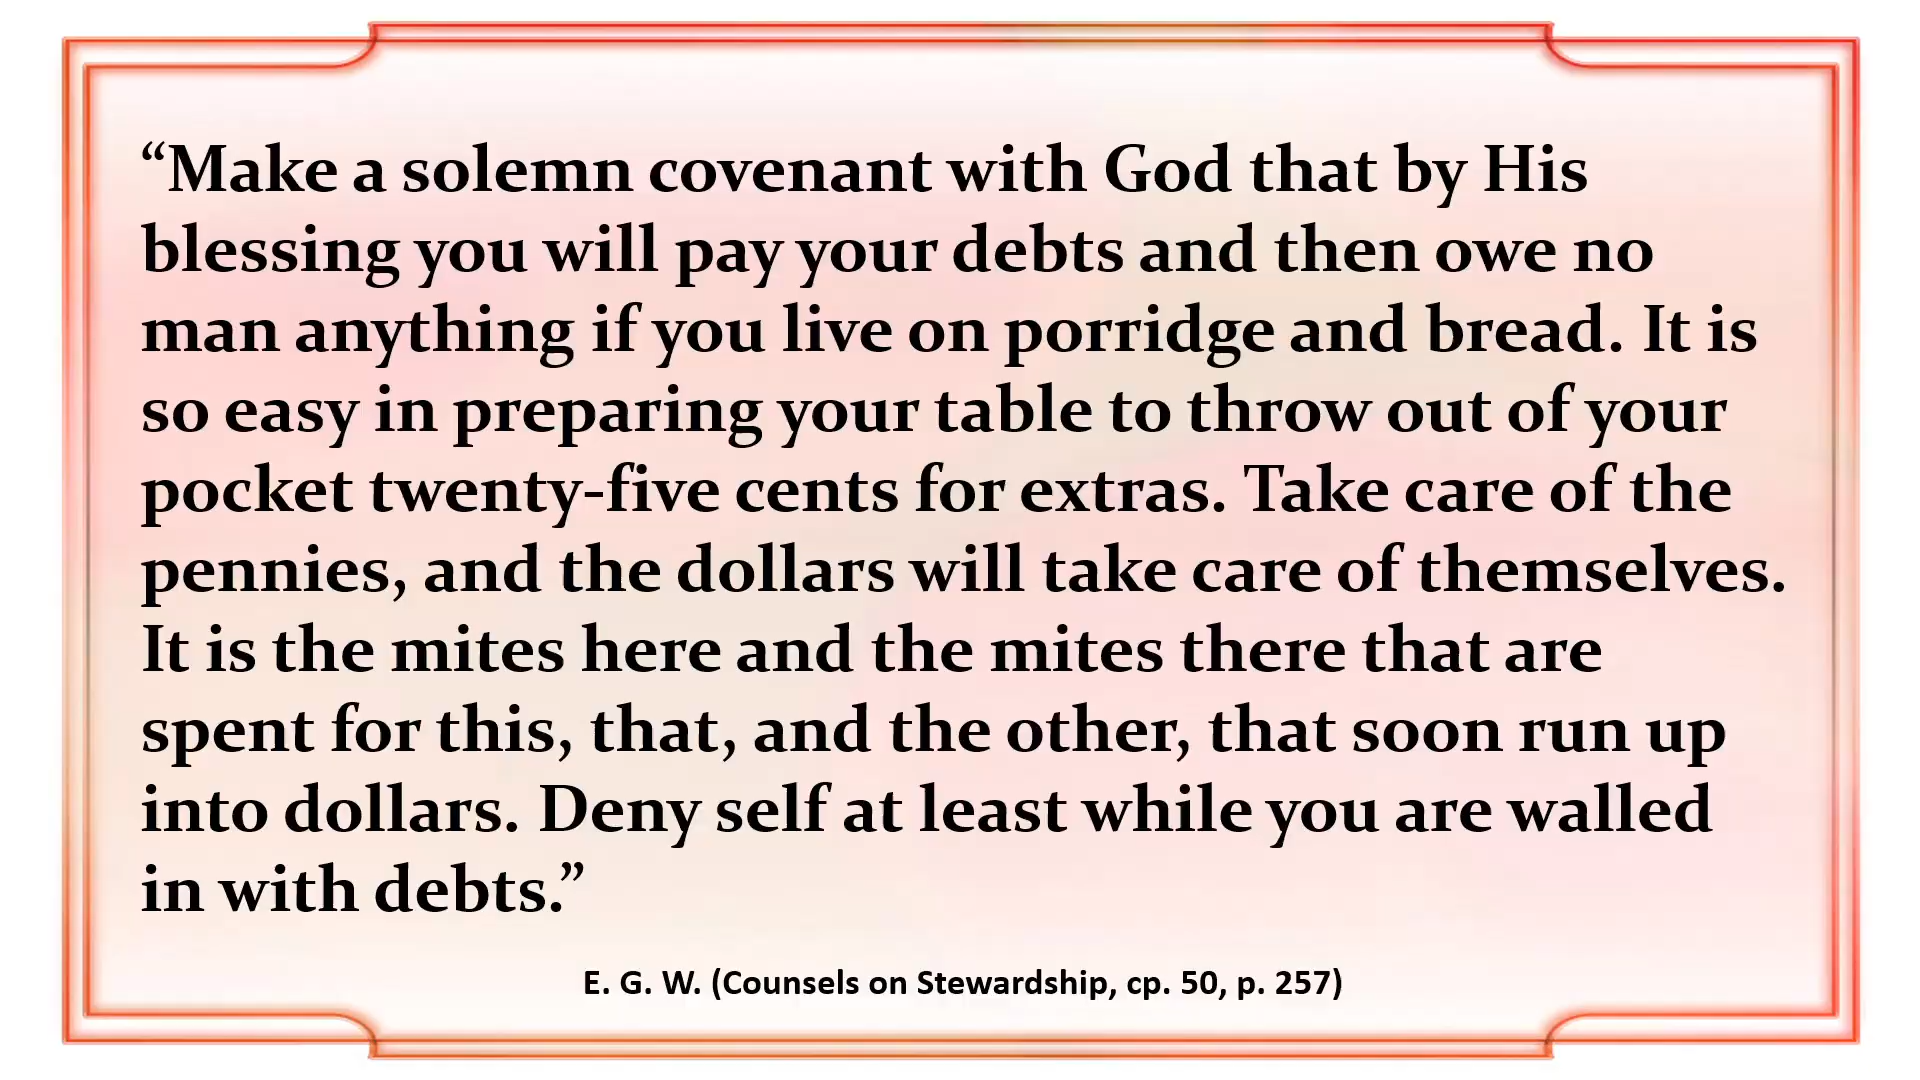 “Make a solemn covenant with God that by His
blessing you will pay your debts and then owe no
man anything if you live on porridge and bread. It is
so easy in preparing your table to throw out of your
pocket twenty-five cents for extras. Take care of the
pennies, and the dollars will take care of themselves.
It is the mites here and the mites there that are
spent for this, that, and the other, that soon run up
into dollars. Deny self at least while you are walled
in with debts.”
E. G. W. (Counsels on Stewardship, cp. 50, p. 257)